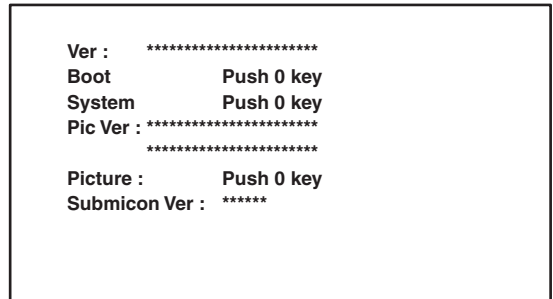 Ver : ***********************
Boot Push 0 key
System Push 0 key
Pic Ver : ***********************
***********************
Picture : Push 0 key
Submicon Ver : ******